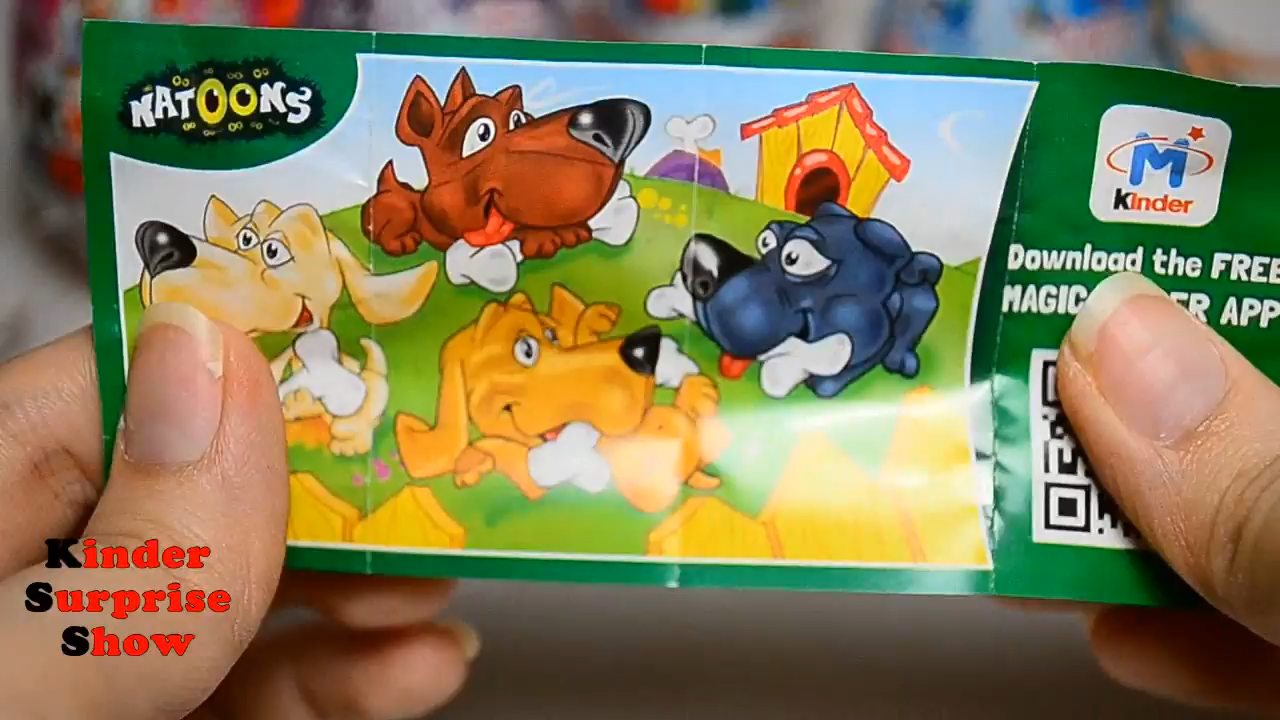 NATOONS
Kinder
Download the FREE
MAGIC APP
Kinder
Surprise
Show